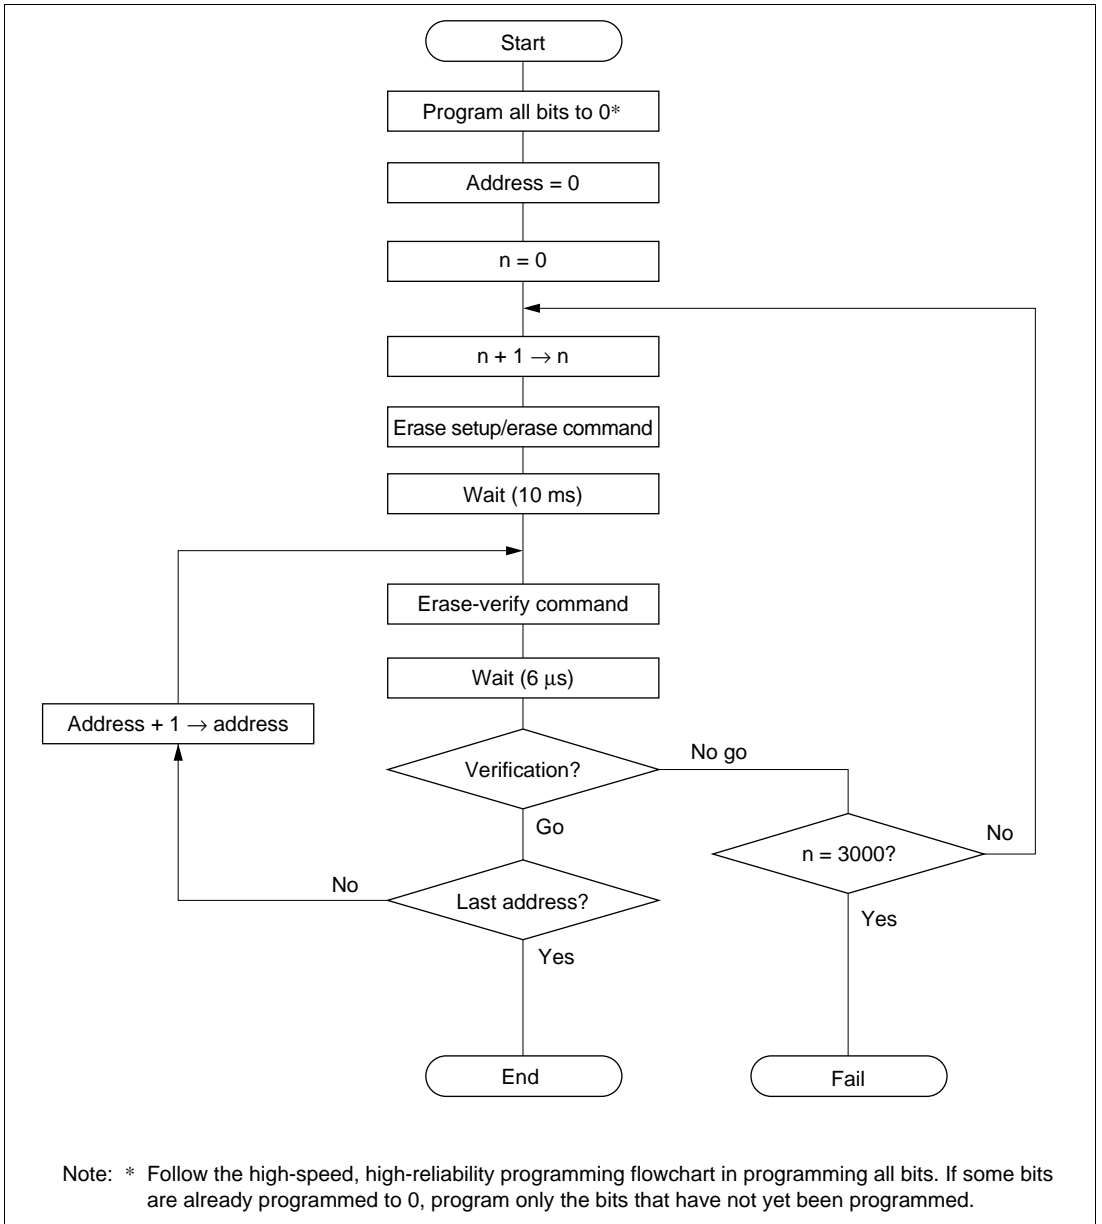 Start
Program all bits to 0*
Address = 0
n = 0
n + 1 → n
Erase setup/erase command
Wait (10 ms)
Erase-verify command
Wait (6 μs)
Address + 1 → address
Verification?
No go
Go
n = 3000?
No
No
Last address?
Yes
Yes
End
Fail
Note: * Follow the high-speed, high-reliability programming flowchart in programming all bits. If some bits
are already programmed to 0, program only the bits that have not yet been programmed.